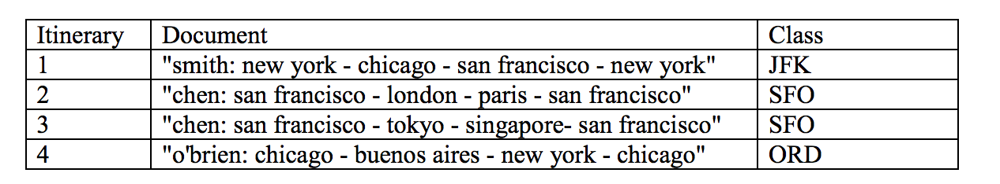 Itinerary Document Class
1 "smith: new york - chicago - san francisco - new york" JFK
2 "chen: san francisco - london - paris - san francisco" SFO
3 "chen: san francisco - tokyo - singapore- san francisco" SFO
4 "o'brien: chicago - buenos aires - new york - chicago" ORD